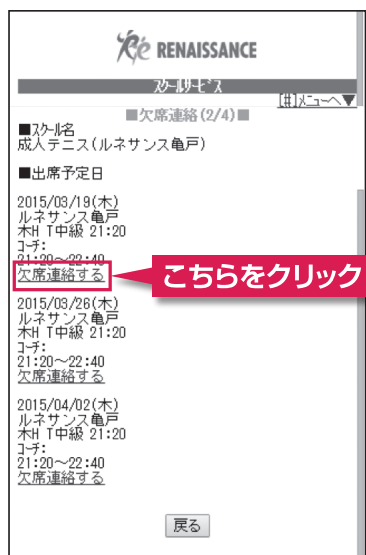 RENAISSANCE
スクールサービス
[#]メニューへ▼
■欠席連絡(2/4)■
■スクール名
成人テニス(ルネサンス亀戸)
■出席予定日
2015/03/19(木)
ルネサンス亀戸
木H T中級 21:20
コーチ:
21:20～22:40
欠席連絡する
こちらをクリック
2015/03/26(木)
ルネサンス亀戸
木H T中級 21:20
コーチ:
21:20～22:40
欠席連絡する
2015/04/02(木)
ルネサンス亀戸
木H T中級 21:20
コーチ:
21:20～22:40
欠席連絡する
戻る